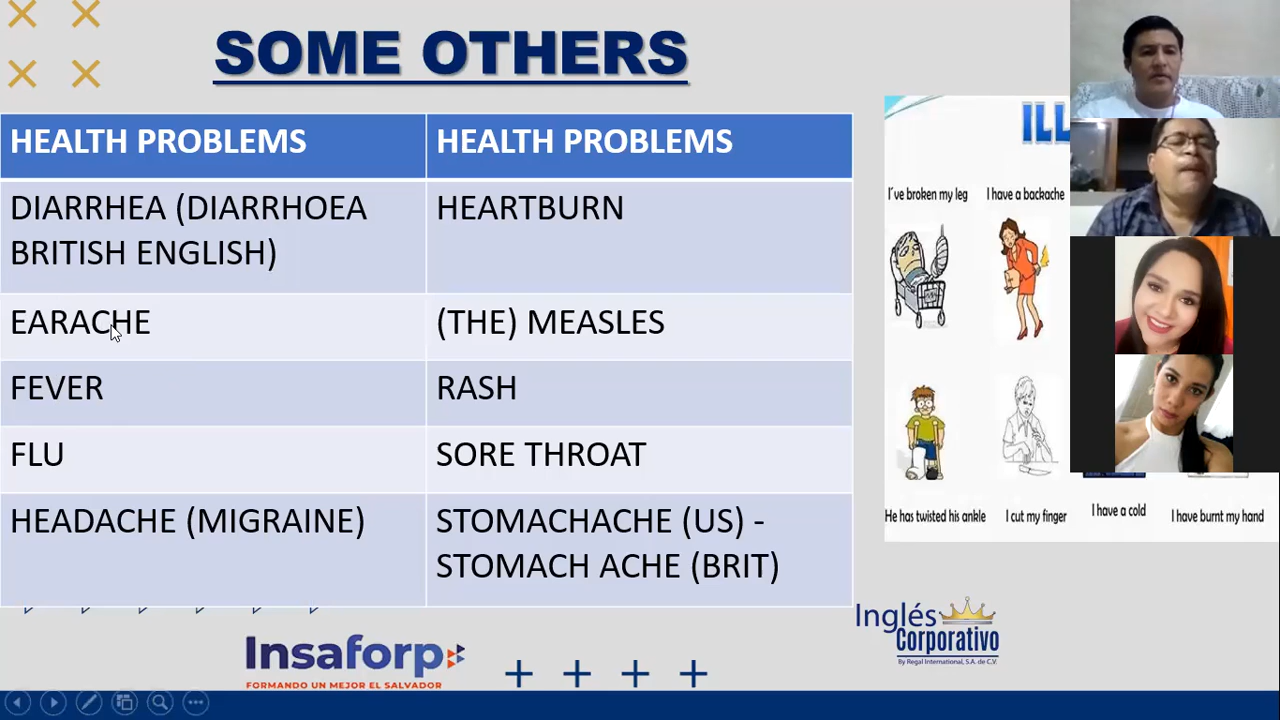 SOME OTHERS
HEALTH PROBLEMS
HEALTH PROBLEMS
DIARRHEA (DIARRHOEA
BRITISH ENGLISH)
HEARTBURN
EARACHE
(THE) MEASLES
FEVER
RASH
FLU
SORE THROAT
HEADACHE (MIGRAINE)
STOMACHACHE (US) -
STOMACH ACHE (BRIT)
ILL
I've broken my leg
I have a backache
He has twisted his ankle
I cut my finger
I have a cold
I have burnt my hand
Insaforp
FORMANDO UN MEJOR EL SALVADOR
Inglés
Corporativo
By Regal International, S.A. de C.V.